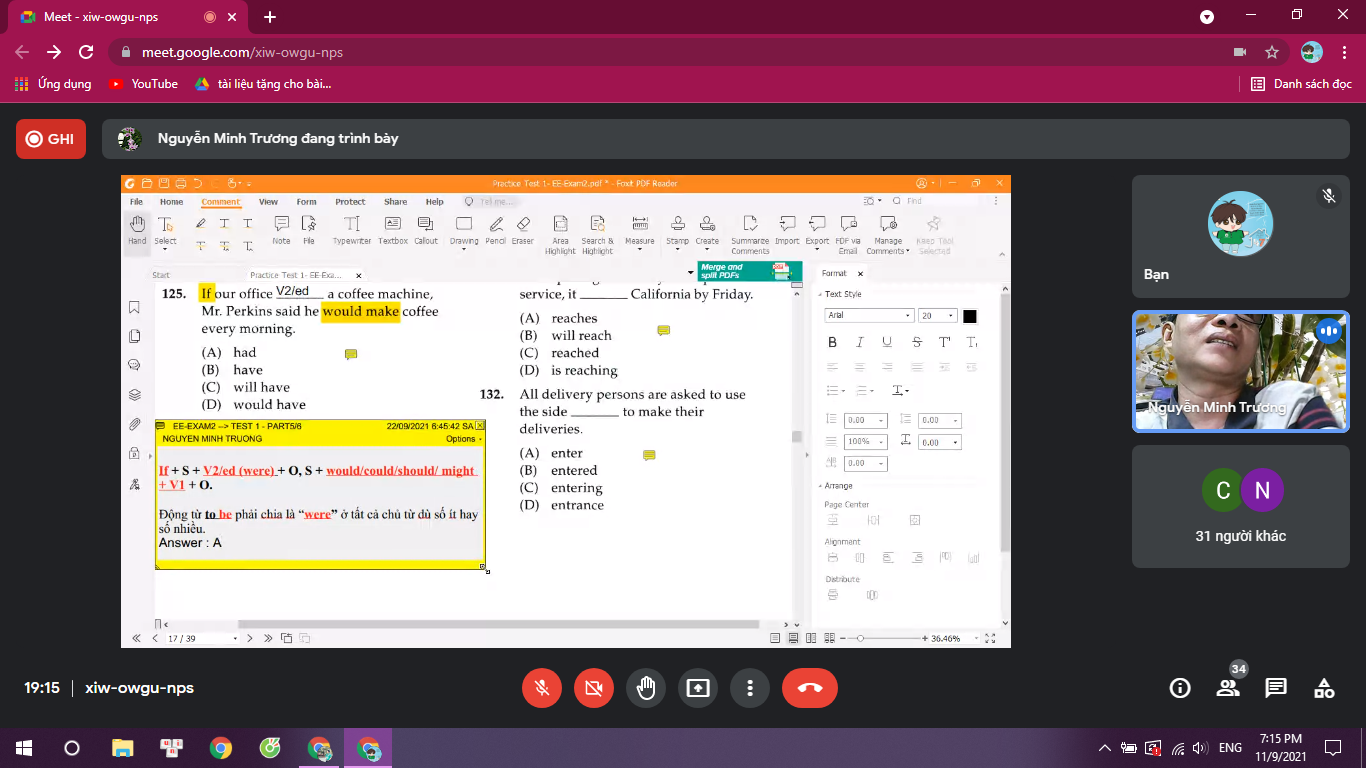 Meet - xiw-owgu-nps
meet.google.com/xiw-owgu-nps
Ứng dụng
YouTube
tài liệu tặng cho bài...
Danh sách đọc
GHI
Nguyễn Minh Trương đang trình bày
Practice Test 1- EE-Exam2.pdf * - Foxit PDF Reader
File Home Comment View Form Protect Share Help Tell me... Find
Hand Select Note File Typewriter Textbox Callout Drawing Pencil Eraser Area Highlight Search & Highlight Measure Stamp Create Summarize Comments Import Export FDF via Email Manage Comments Keep Tool Selected
Start
Practice Test 1- EE-Exa...
Merge and split PDFs
125. If our office V2/ed a coffee machine,
Mr. Perkins said he would make coffee
every morning.
(A) had
(B) have
(C) will have
(D) would have
EE-EXAM2 --> TEST 1 - PART5/6 22/09/2021 6:45:42 SA
NGUYEN MINH TRUONG Options
If + S + V2/ed (were) + O, S + would/could/should/ might
+ V1 + O.
Động từ to be phải chia là “were” ở tất cả chủ từ dù số ít hay
số nhiều.
Answer : A
service, it _______ California by Friday.
(A) reaches
(B) will reach
(C) reached
(D) is reaching
132. All delivery persons are asked to use
the side _______ to make their
deliveries.
(A) enter
(B) entered
(C) entering
(D) entrance
Format
Text Style
Arial 20
B I U S T T
0.00 0.00
100% 0.00
0.00
Arrange
Page Center
Alignment
Distribute
17 / 39
36.46%
Bạn
Nguyễn Minh Trương
C N
31 người khác
19:15 | xiw-owgu-nps
34
ENG
7:15 PM
11/9/2021